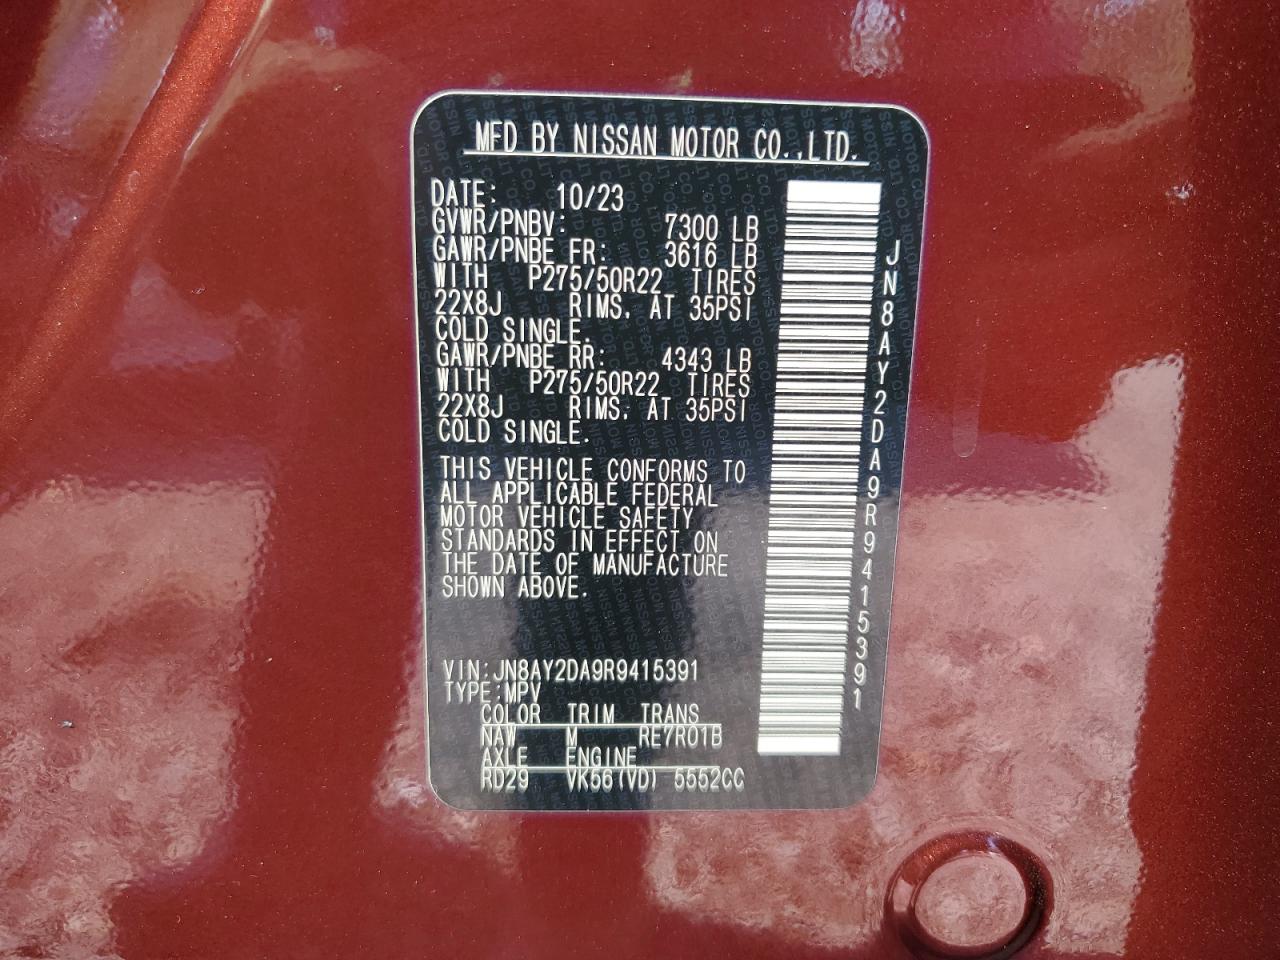 MFD BY NISSAN MOTOR CO.,LTD.
DATE: 10/23
GVWR/PNBV: 7300 LB
GAWR/PNBE FR: 3616 LB
WITH P275/50R22 TIRES
22X8J RIMS. AT 35PSI
COLD SINGLE.
GAWR/PNBE RR: 4343 LB
WITH P275/50R22 TIRES
22X8J RIMS. AT 35PSI
COLD SINGLE.
THIS VEHICLE CONFORMS TO
ALL APPLICABLE FEDERAL
MOTOR VEHICLE SAFETY
STANDARDS IN EFFECT ON
THE DATE OF MANUFACTURE
SHOWN ABOVE.
VIN:JN8AY2DA9R9415391
TYPE:MPV
COLOR TRIM TRANS
NAW M RE7R01B
AXLE ENGINE
RD29 VK56(VD) 5552CC
JN8AY2DA9R9415391